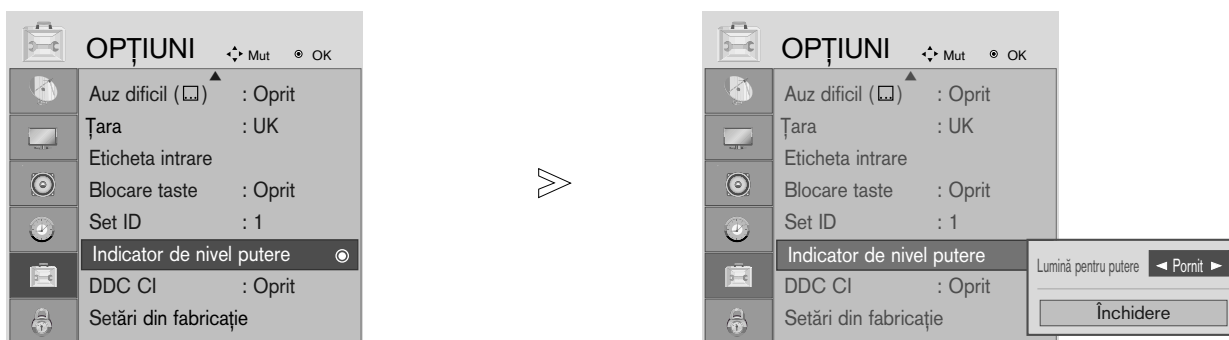 OPȚIUNI Mut OK
Auz dificil ( ) : Oprit
Țara : UK
Eticheta intrare
Blocare taste : Oprit
Set ID : 1
Indicator de nivel putere
DDC CI : Oprit
Setări din fabricație
OPȚIUNI Mut OK
Auz dificil ( ) : Oprit
Țara : UK
Eticheta intrare
Blocare taste : Oprit
Set ID : 1
Indicator de nivel putere
DDC CI : Oprit
Setări din fabricație
Lumină pentru putere ◄ Pornit ►
Închidere